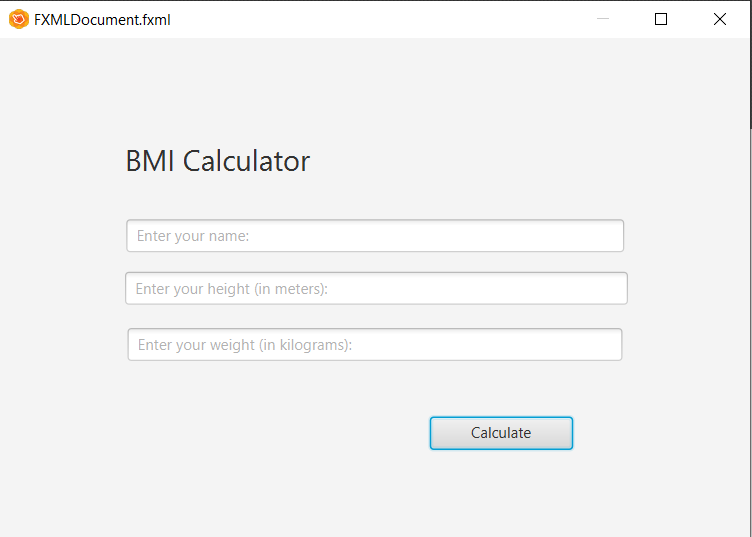 FXMLDocument.fxml
BMI Calculator
Enter your name:
Enter your height (in meters):
Enter your weight (in kilograms):
Calculate